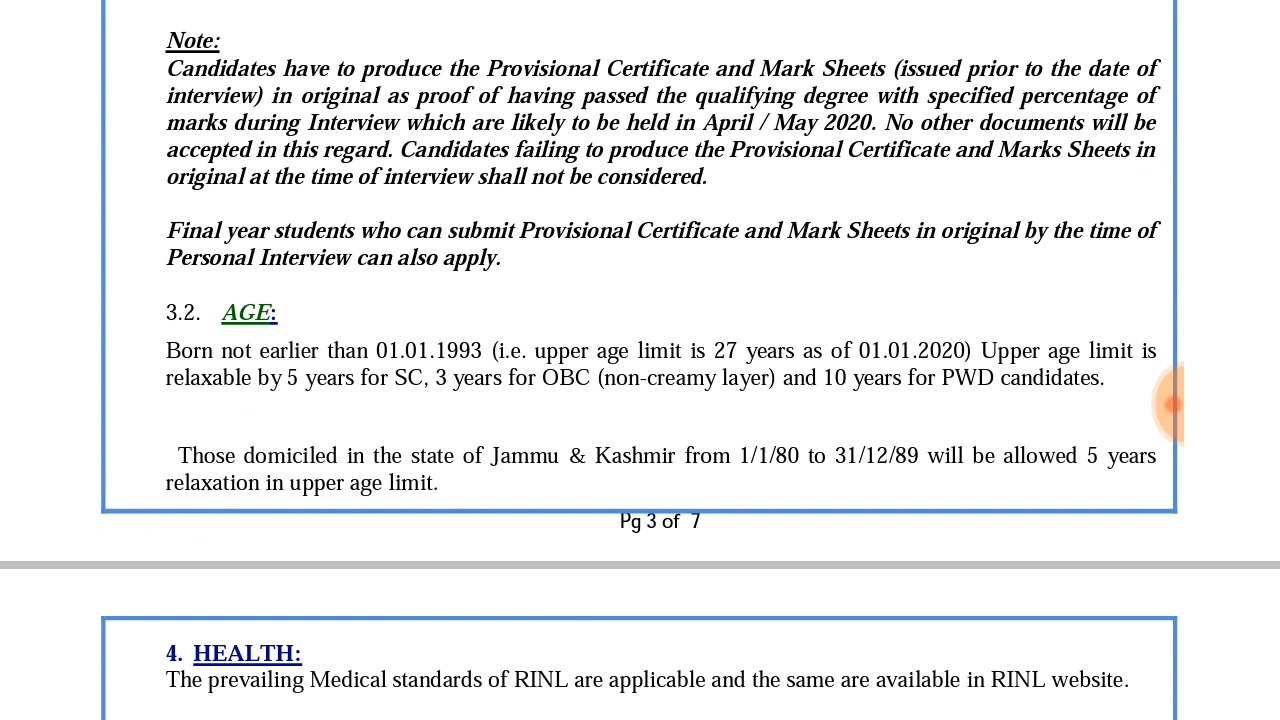 Note:
Candidates have to produce the Provisional Certificate and Mark Sheets (issued prior to the date of
interview) in original as proof of having passed the qualifying degree with specified percentage of
marks during Interview which are likely to be held in April / May 2020. No other documents will be
accepted in this regard. Candidates failing to produce the Provisional Certificate and Marks Sheets in
original at the time of interview shall not be considered.
Final year students who can submit Provisional Certificate and Mark Sheets in original by the time of
Personal Interview can also apply.
3.2. AGE:
Born not earlier than 01.01.1993 (i.e. upper age limit is 27 years as of 01.01.2020) Upper age limit is
relaxable by 5 years for SC, 3 years for OBC (non-creamy layer) and 10 years for PWD candidates.
Those domiciled in the state of Jammu & Kashmir from 1/1/80 to 31/12/89 will be allowed 5 years
relaxation in upper age limit.
Pg 3 of 7
4. HEALTH:
The prevailing Medical standards of RINL are applicable and the same are available in RINL website.